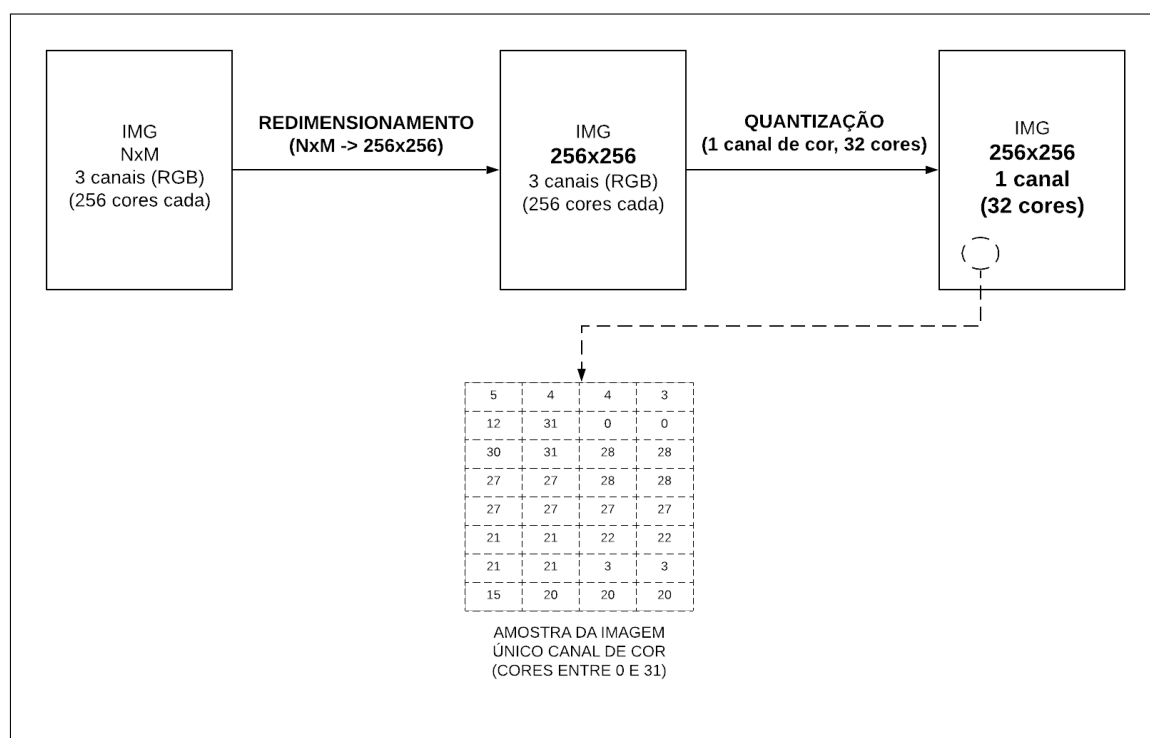 IMG
NxM
3 canais (RGB)
(256 cores cada)
REDIMENSIONAMENTO
(NxM -> 256x256)
IMG
256x256
3 canais (RGB)
(256 cores cada)
QUANTIZAÇÃO
(1 canal de cor, 32 cores)
IMG
256x256
1 canal
(32 cores)
5 4 4 3
12 31 0 0
30 31 28 28
27 27 28 28
27 27 27 27
21 21 22 22
21 21 3 3
15 20 20 20
AMOSTRA DA IMAGEM
ÚNICO CANAL DE COR
(CORES ENTRE 0 E 31)